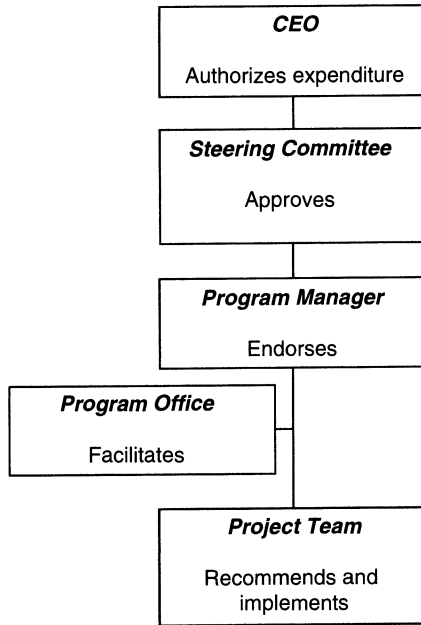 CEO
Authorizes expenditure
Steering Committee
Approves
Program Manager
Endorses
Program Office
Facilitates
Project Team
Recommends and
implements